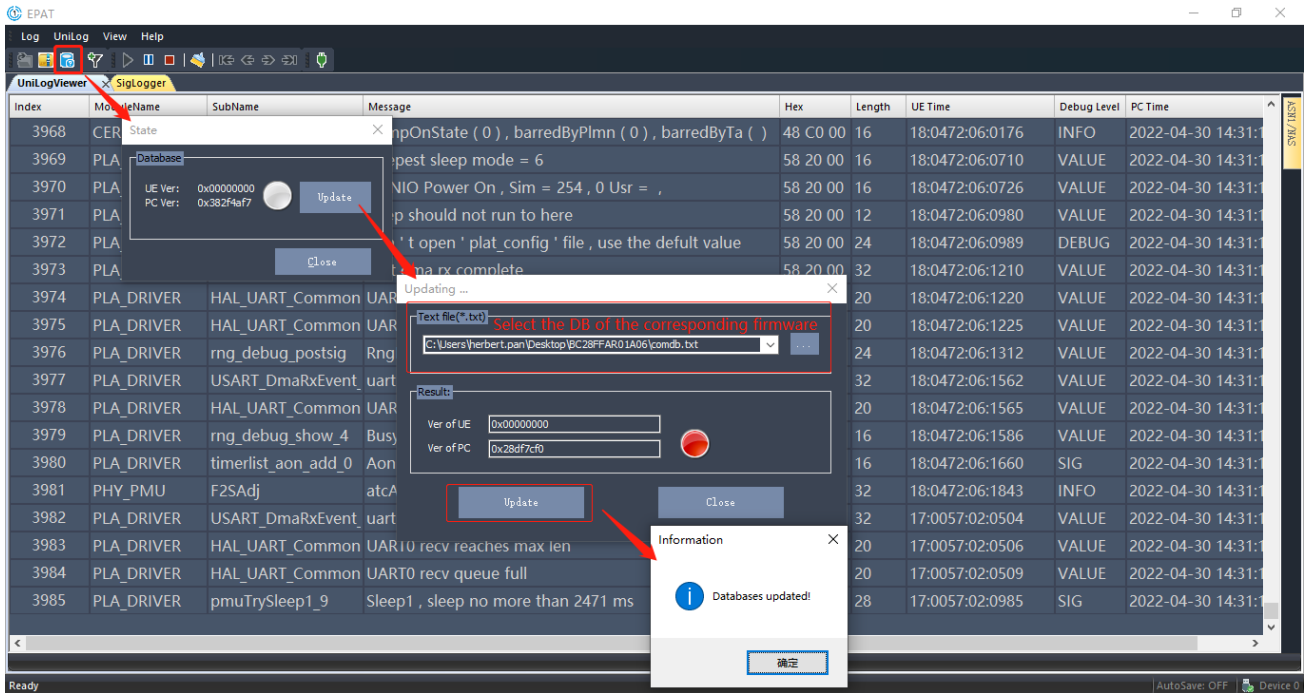 EPAT
Log UniLog View Help
UniLogViewer SigLogger
Index ModuleName SubName Message Hex Length UE Time Debug Level PC Time
3968 CER mpOnState ( 0 ) , barredByPlmn ( 0 ) , barredByTa ( ) 48 C0 00 16 18:0472:06:0176 INFO 2022-04-30 14:31:1
3969 PLA pest sleep mode = 6 58 20 00 16 18:0472:06:0710 VALUE 2022-04-30 14:31:1
3970 PLA NIO Power On , Sim = 254 , 0 Usr = , 58 20 00 16 18:0472:06:0726 VALUE 2022-04-30 14:31:1
3971 PLA p should not run to here 58 20 00 12 18:0472:06:0980 VALUE 2022-04-30 14:31:1
3972 PLA ' t open ' plat_config ' file , use the defult value 58 20 00 24 18:0472:06:0989 DEBUG 2022-04-30 14:31:1
3973 PLA t dma rx complete 58 20 00 32 18:0472:06:1210 VALUE 2022-04-30 14:31:1
3974 PLA_DRIVER HAL_UART_Common UAR 20 18:0472:06:1220 VALUE 2022-04-30 14:31:1
3975 PLA_DRIVER HAL_UART_Common UAR 20 18:0472:06:1225 VALUE 2022-04-30 14:31:1
3976 PLA_DRIVER rng_debug_postsig Rng 24 18:0472:06:1312 VALUE 2022-04-30 14:31:1
3977 PLA_DRIVER USART_DmaRxEvent_ uart 32 18:0472:06:1562 VALUE 2022-04-30 14:31:1
3978 PLA_DRIVER HAL_UART_Common UAR 20 18:0472:06:1565 VALUE 2022-04-30 14:31:1
3979 PLA_DRIVER rng_debug_show_4 Busy 16 18:0472:06:1586 VALUE 2022-04-30 14:31:1
3980 PLA_DRIVER timerlist_aon_add_0 Aon 16 18:0472:06:1660 SIG 2022-04-30 14:31:1
3981 PHY_PMU F2SAdj atcA 32 18:0472:06:1843 INFO 2022-04-30 14:31:1
3982 PLA_DRIVER USART_DmaRxEvent_ uart 32 17:0057:02:0504 VALUE 2022-04-30 14:31:1
3983 PLA_DRIVER HAL_UART_Common UART0 recv reaches max len 20 17:0057:02:0506 VALUE 2022-04-30 14:31:1
3984 PLA_DRIVER HAL_UART_Common UART0 recv queue full 20 17:0057:02:0509 VALUE 2022-04-30 14:31:1
3985 PLA_DRIVER pmuTrySleep1_9 Sleep1 , sleep no more than 2471 ms 28 17:0057:02:0985 SIG 2022-04-30 14:31:1
ASN1/NAS
State
Database
UE Ver: 0x00000000
PC Ver: 0x382f4af7
Update
Close
Updating ...
Text file(*.txt) Select the DB of the corresponding firmware
C:\Users\herbert.pan\Desktop\BC28FFAR01A06\comdb.txt ...
Result:
Ver of UE 0x00000000
Ver of PC 0x28df7cf0
Update Close
Information
Databases updated!
确定
Ready AutoSave: OFF Device 0